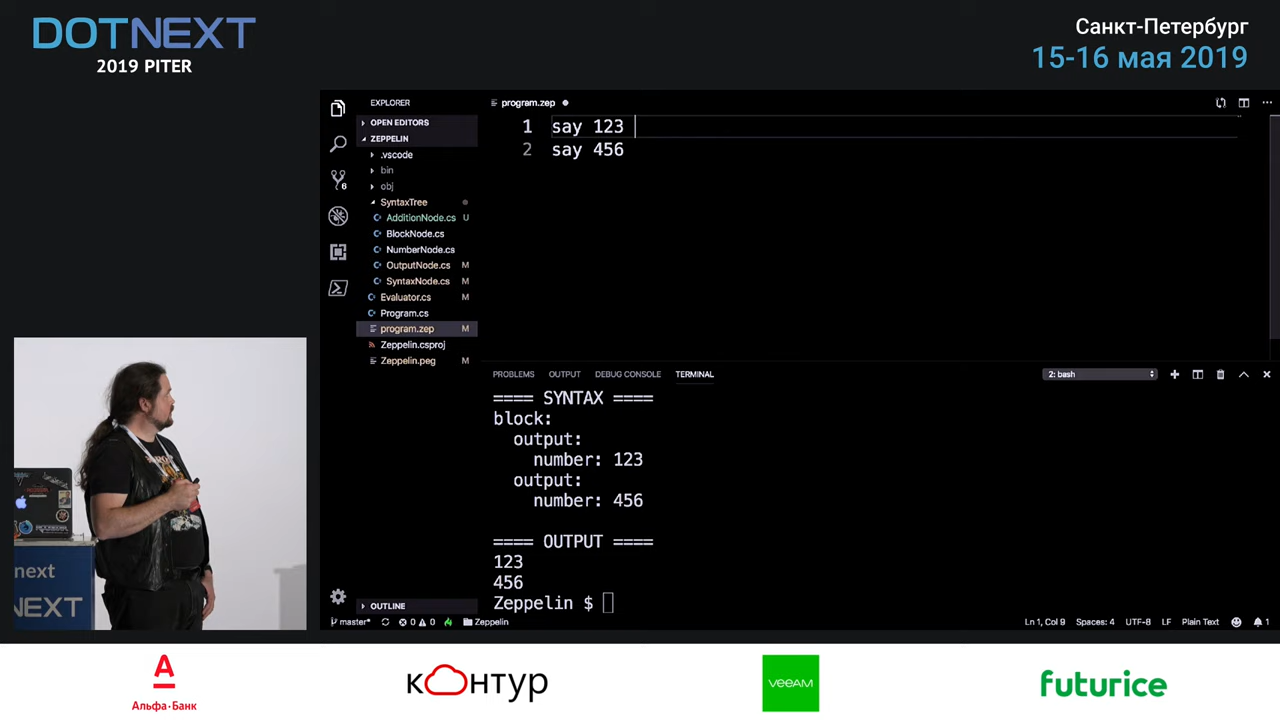 DOTNEXT
2019 PITER
Санкт-Петербург
15-16 мая 2019
EXPLORER
OPEN EDITORS
ZEPPELIN
.vscode
bin
obj
SyntaxTree
AdditionNode.cs U
BlockNode.cs
NumberNode.cs
OutputNode.cs M
SyntaxNode.cs M
Evaluator.cs M
Program.cs
program.zep M
Zeppelin.csproj
Zeppelin.peg M
OUTLINE
6
program.zep
1 say 123
2 say 456
PROBLEMS OUTPUT DEBUG CONSOLE TERMINAL
2: bash
==== SYNTAX ====
block:
output:
number: 123
output:
number: 456
==== OUTPUT ====
123
456
Zeppelin $
master* 0 0 Zeppelin
Ln 1, Col 9 Spaces: 4 UTF-8 LF Plain Text 1
next
NEXT
А
Альфа·Банк
контур
veeam
futurice